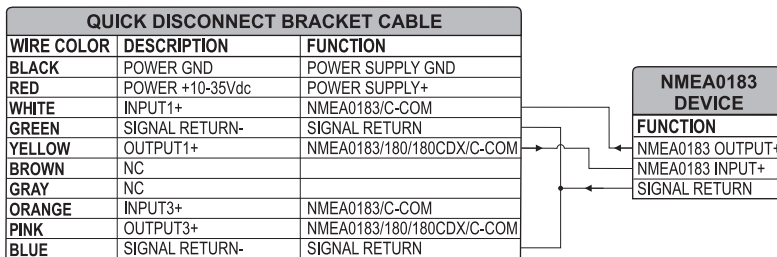 QUICK DISCONNECT BRACKET CABLE
WIRE COLOR DESCRIPTION FUNCTION
BLACK POWER GND POWER SUPPLY GND
RED POWER +10-35Vdc POWER SUPPLY+
WHITE INPUT1+ NMEA0183/C-COM
GREEN SIGNAL RETURN- SIGNAL RETURN
YELLOW OUTPUT1+ NMEA0183/180/180CDX/C-COM
BROWN NC
GRAY NC
ORANGE INPUT3+ NMEA0183/C-COM
PINK OUTPUT3+ NMEA0183/180/180CDX/C-COM
BLUE SIGNAL RETURN- SIGNAL RETURN
NMEA0183
DEVICE
FUNCTION
NMEA0183 OUTPUT+
NMEA0183 INPUT+
SIGNAL RETURN